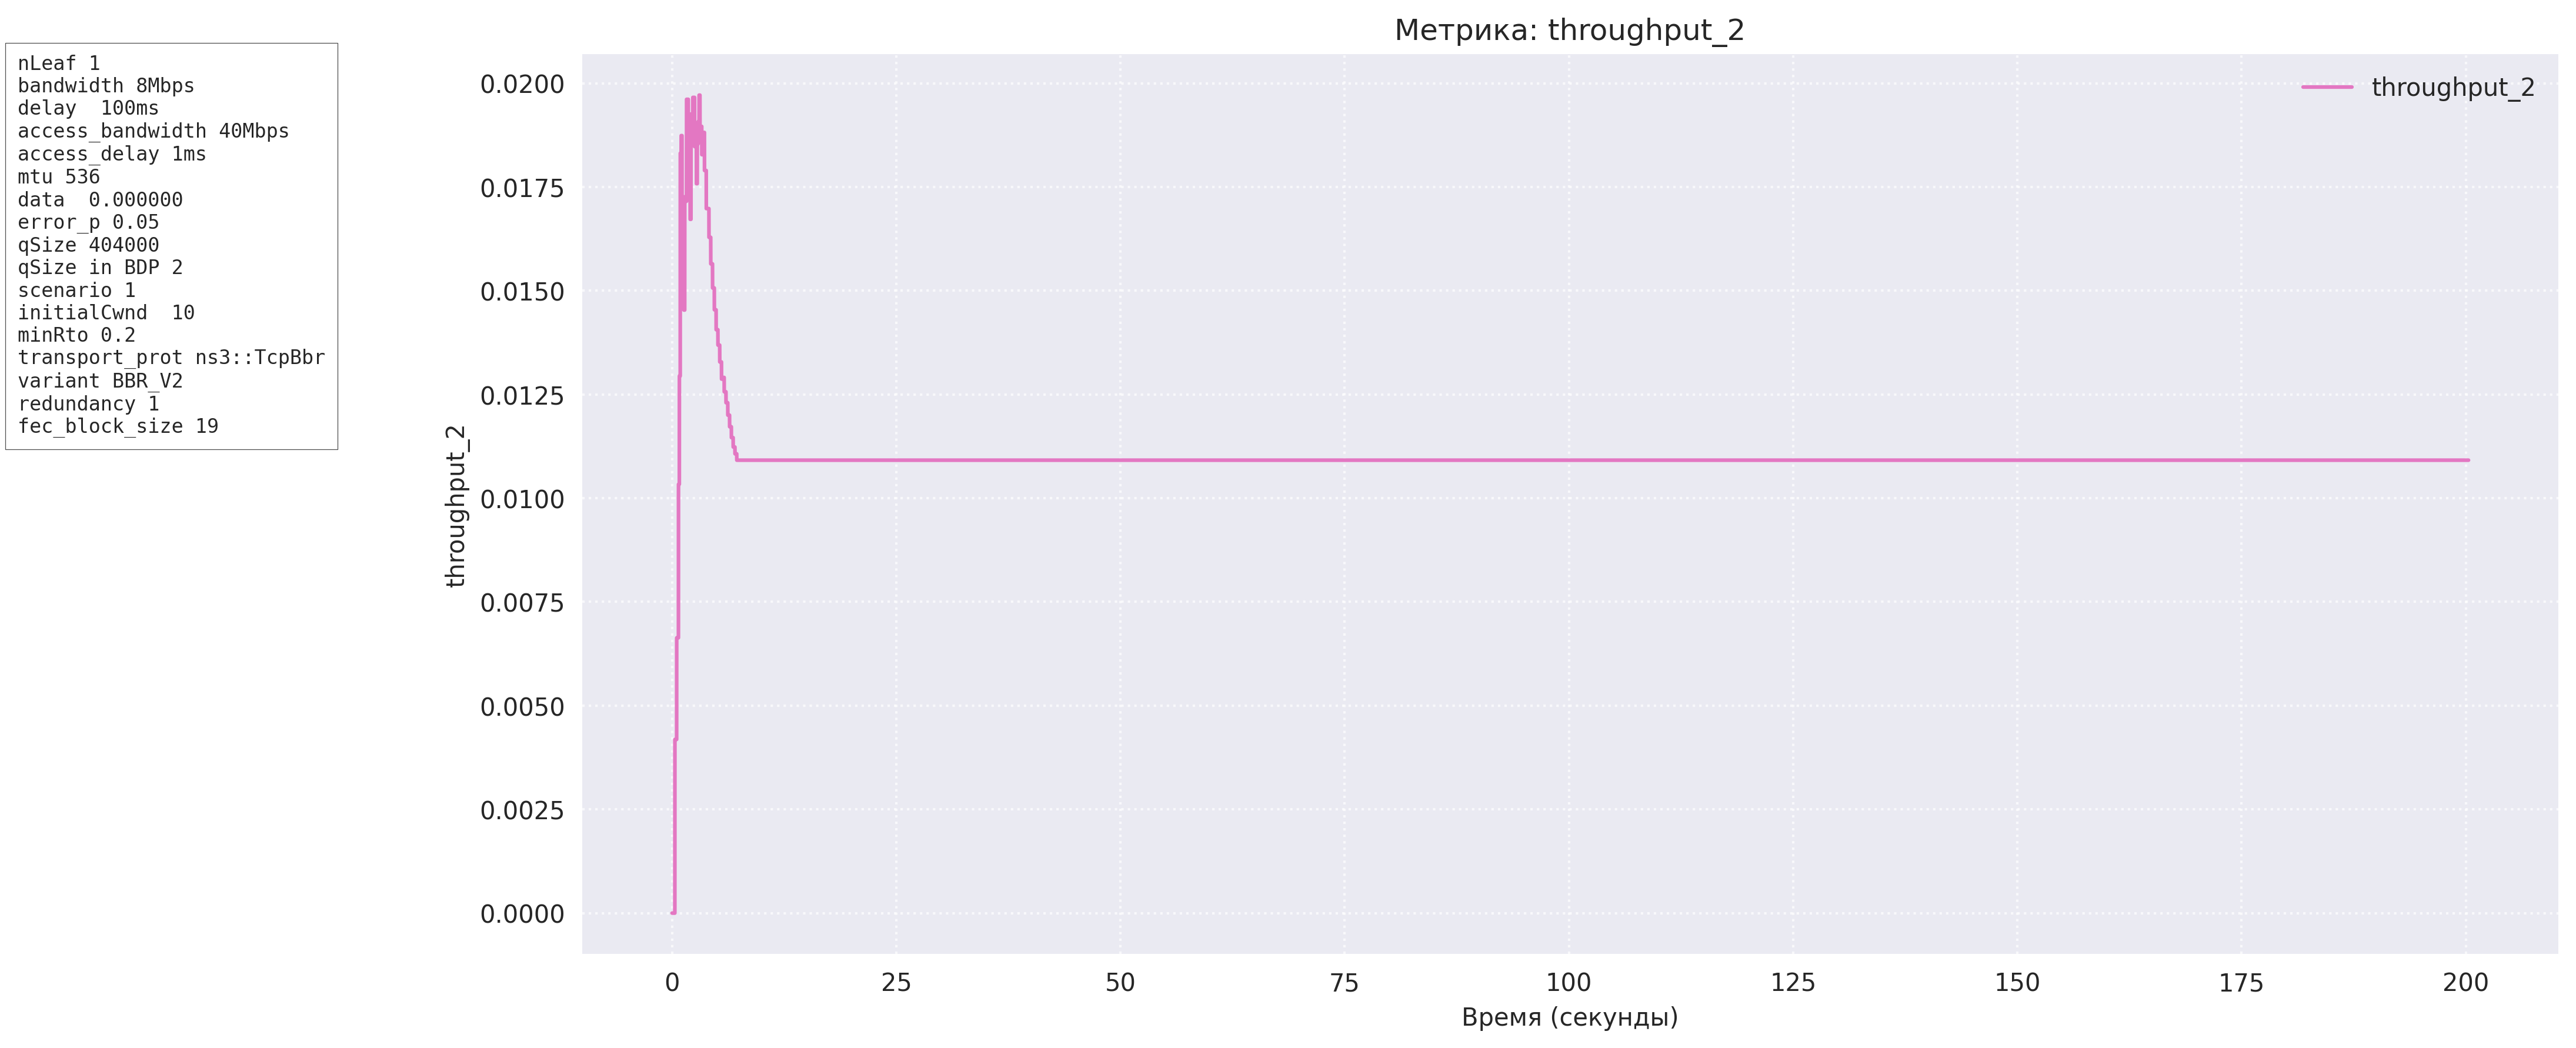 Метрика: throughput_2
nLeaf 1
bandwidth 8Mbps
delay  100ms
access_bandwidth 40Mbps
access_delay 1ms
mtu 536
data  0.000000
error_p 0.05
qSize 404000
qSize in BDP 2
scenario 1
initialCwnd  10
minRto 0.2
transport_prot ns3::TcpBbr
variant BBR_V2
redundancy 1
fec_block_size 19
throughput_2
0.0200
0.0175
0.0150
0.0125
0.0100
0.0075
0.0050
0.0025
0.0000
throughput_2
0 25 50 75 100 125 150 175 200
Время (секунды)